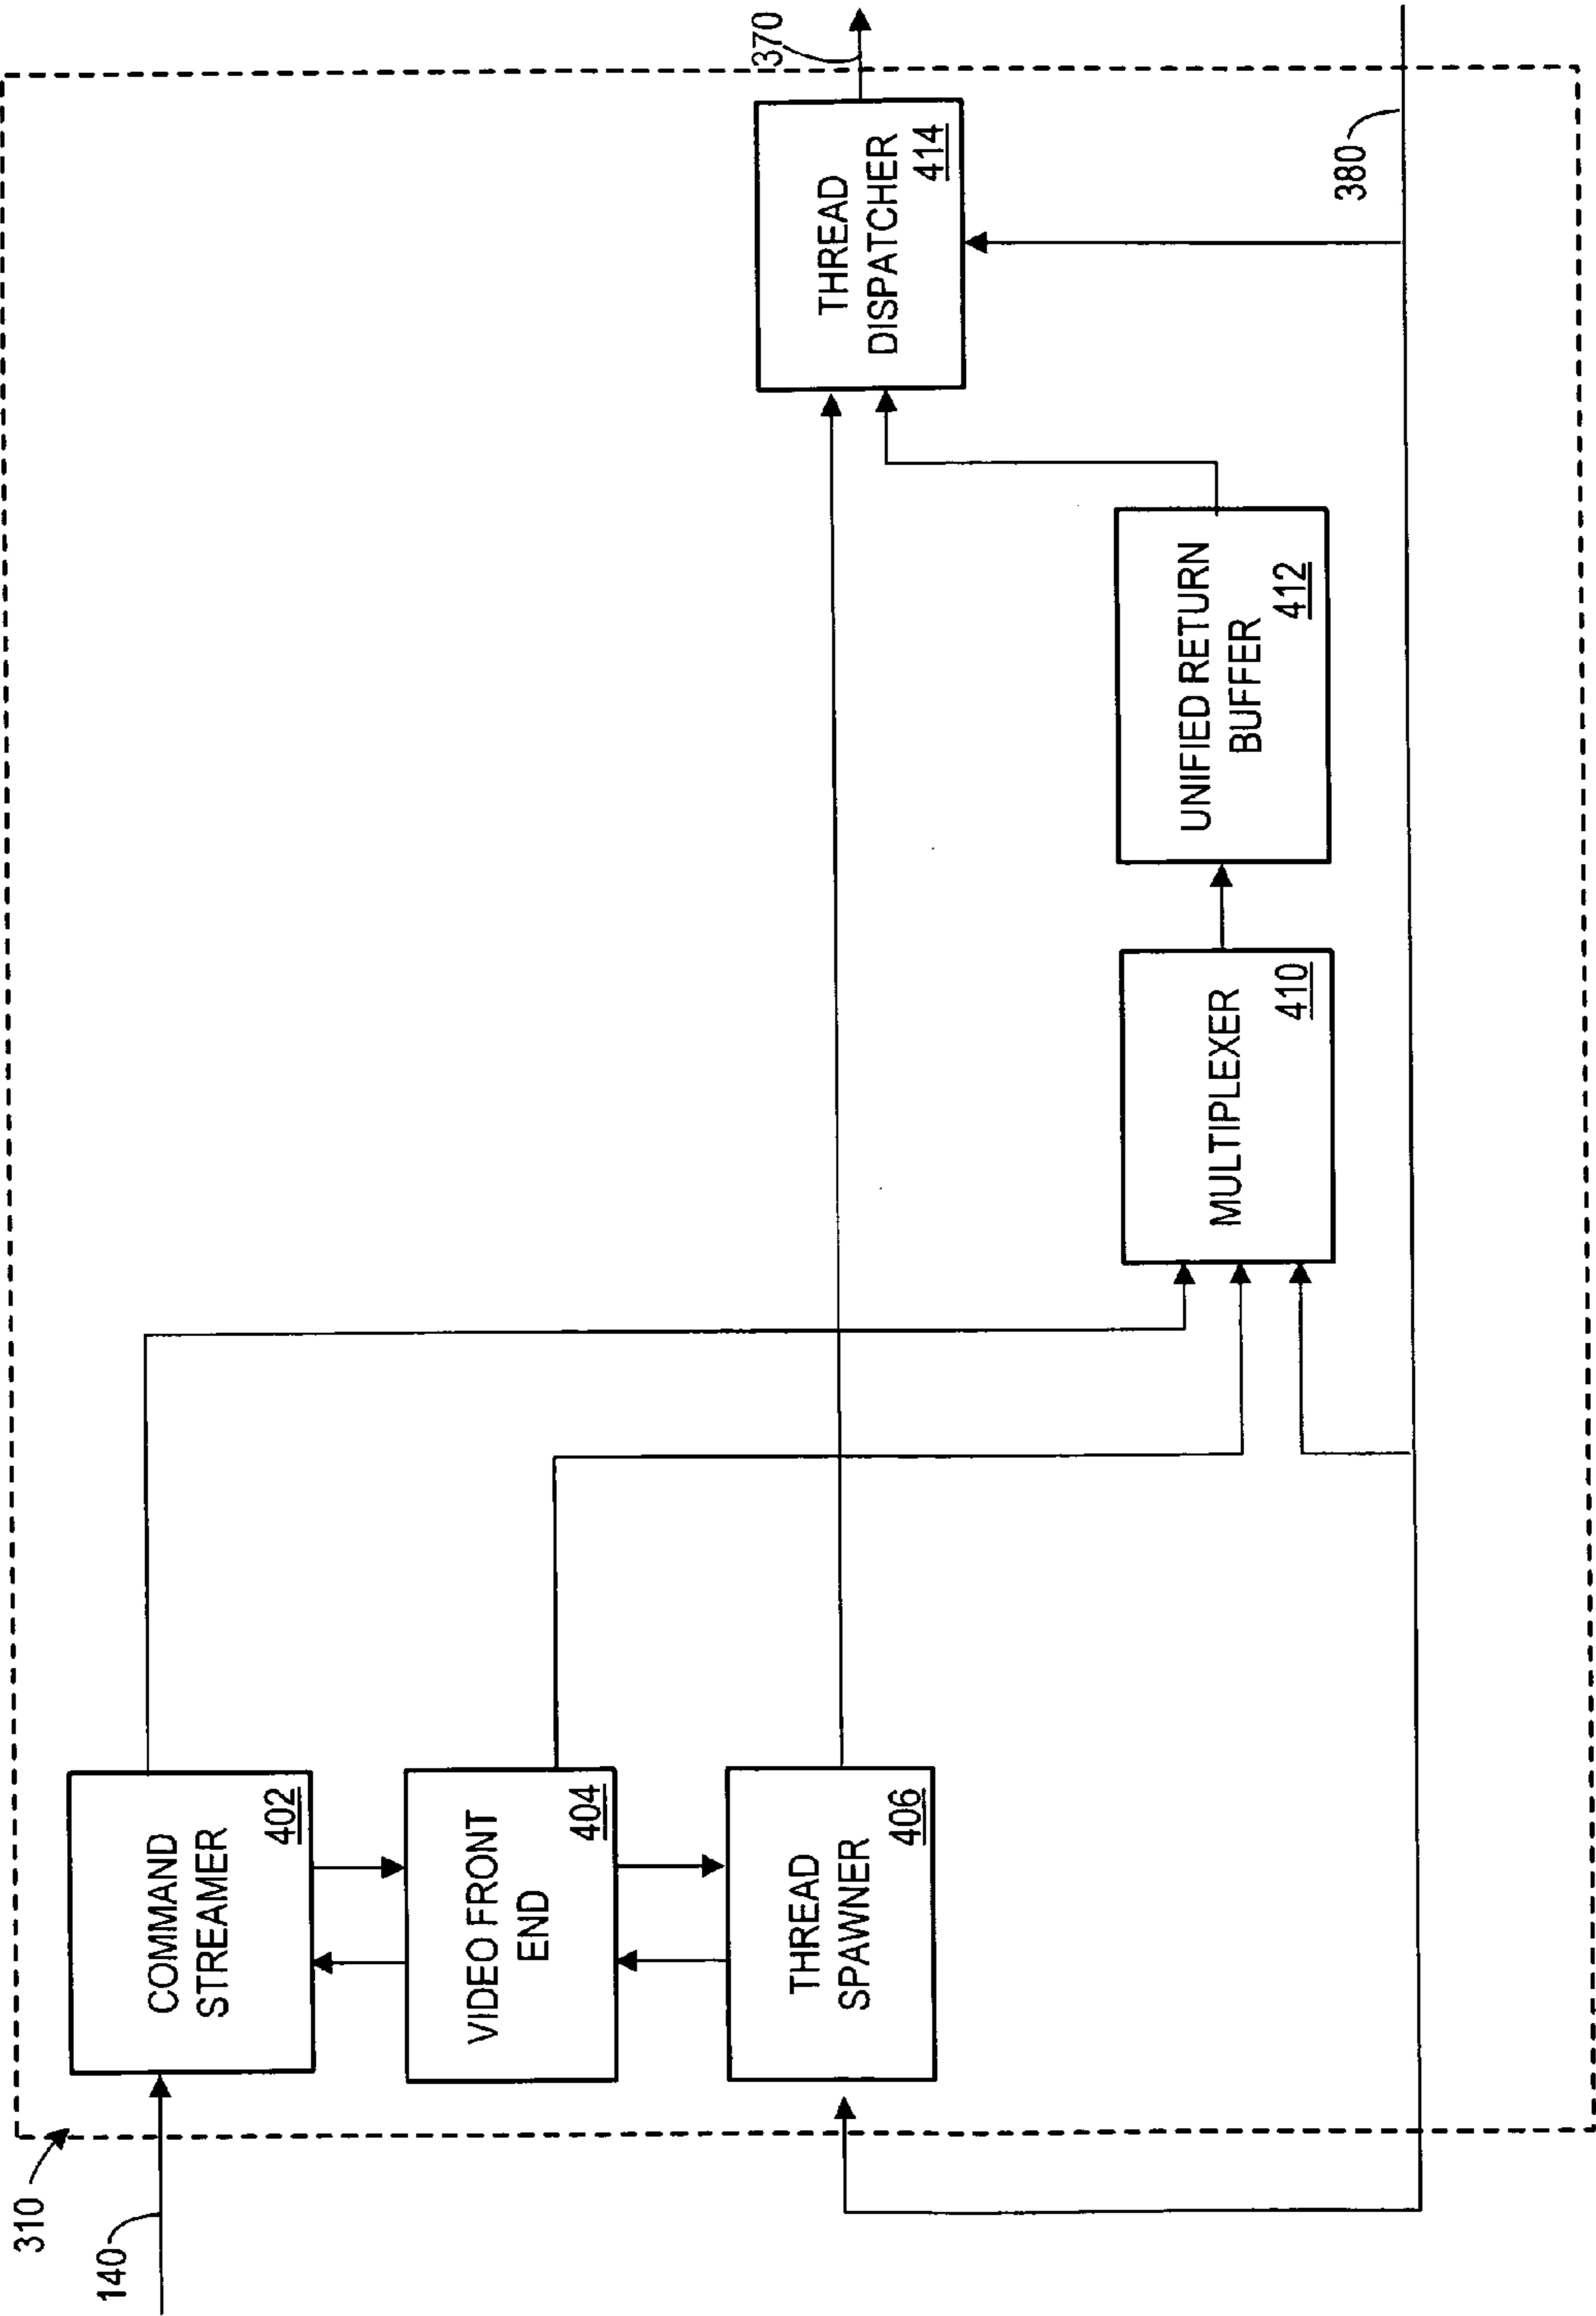 310
140
COMMAND
STREAMER
402
VIDEO FRONT
END
404
THREAD
SPAWNER
406
MULTIPLEXER
410
UNIFIED RETURN
BUFFER
412
THREAD
DISPATCHER
414
370
380